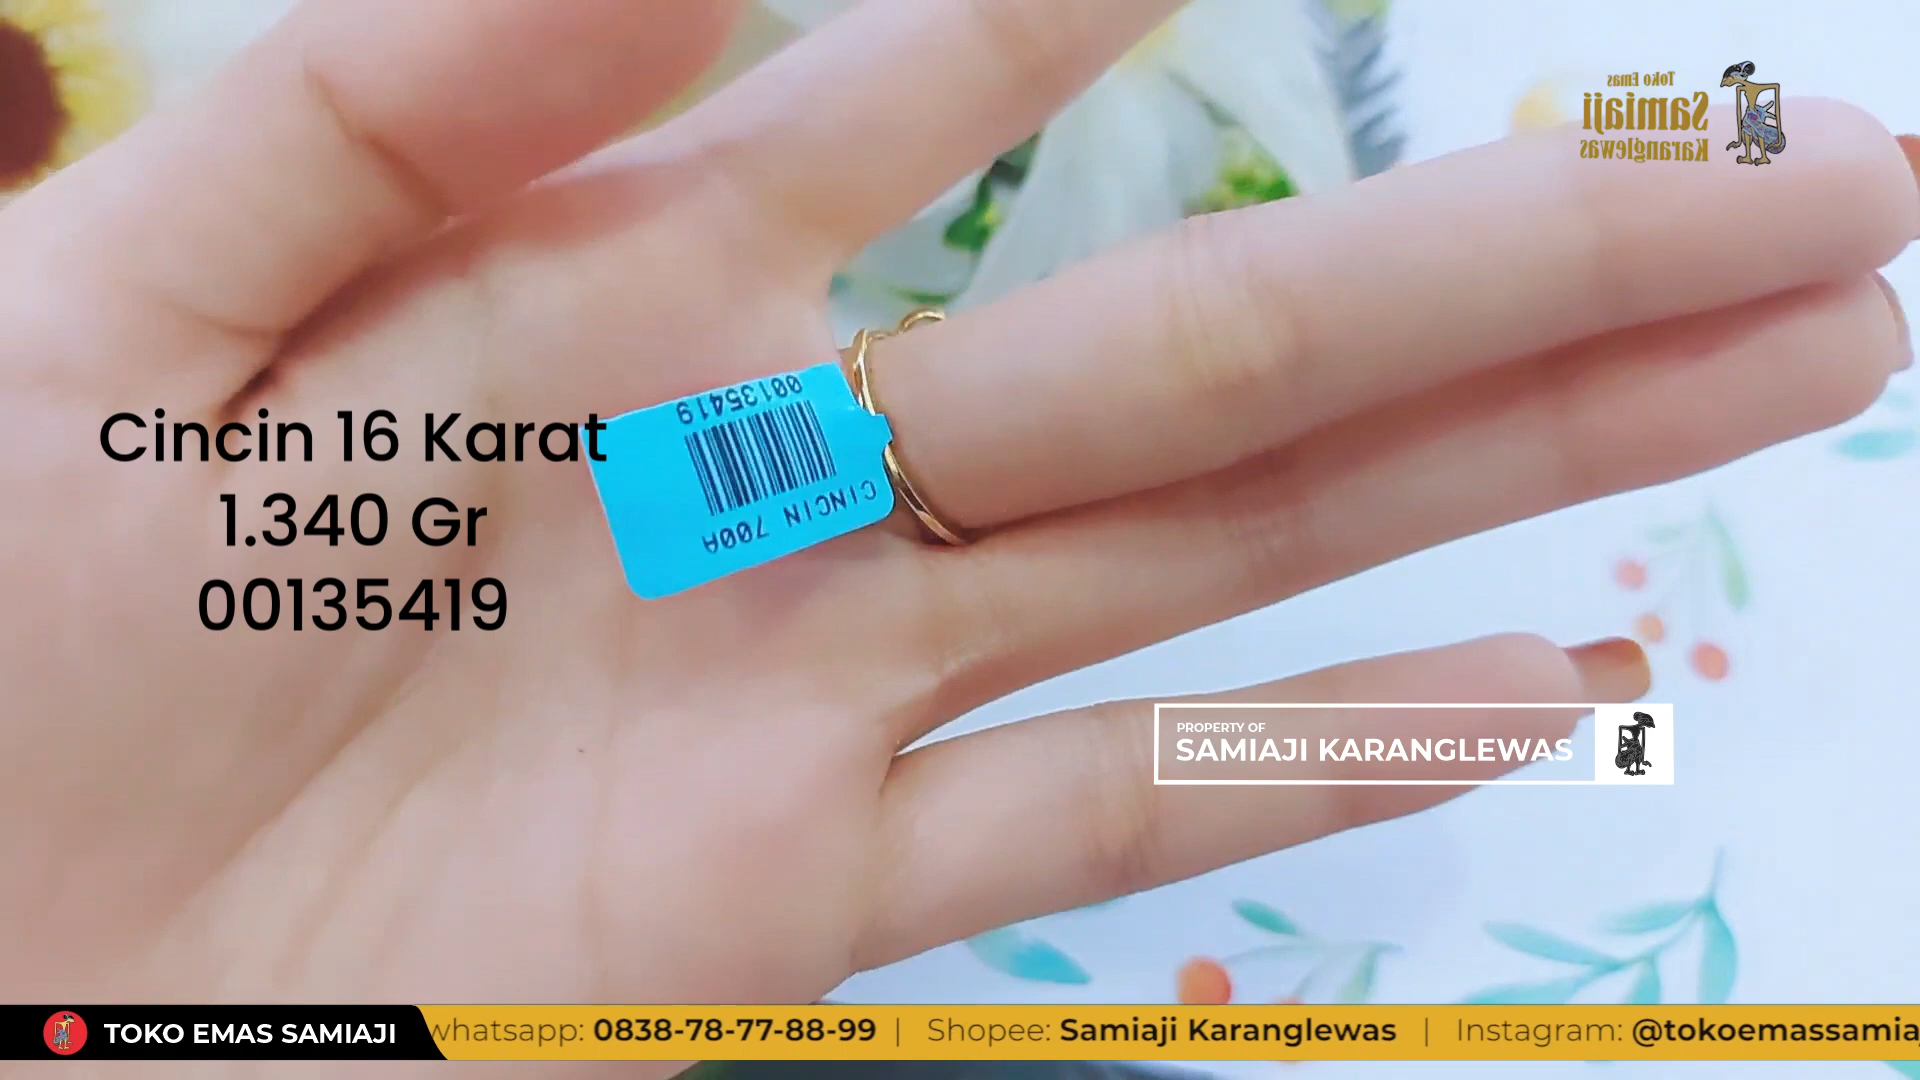 Toko Emas
Samiaji
Karanglewas
00135419
CINCIN 700A
Cincin 16 Karat
1.340 Gr
00135419
PROPERTY OF
SAMIAJI KARANGLEWAS
TOKO EMAS SAMIAJI
whatsapp: 0838-78-77-88-99 | Shopee: Samiaji Karanglewas | Instagram: @tokoemassamiaj